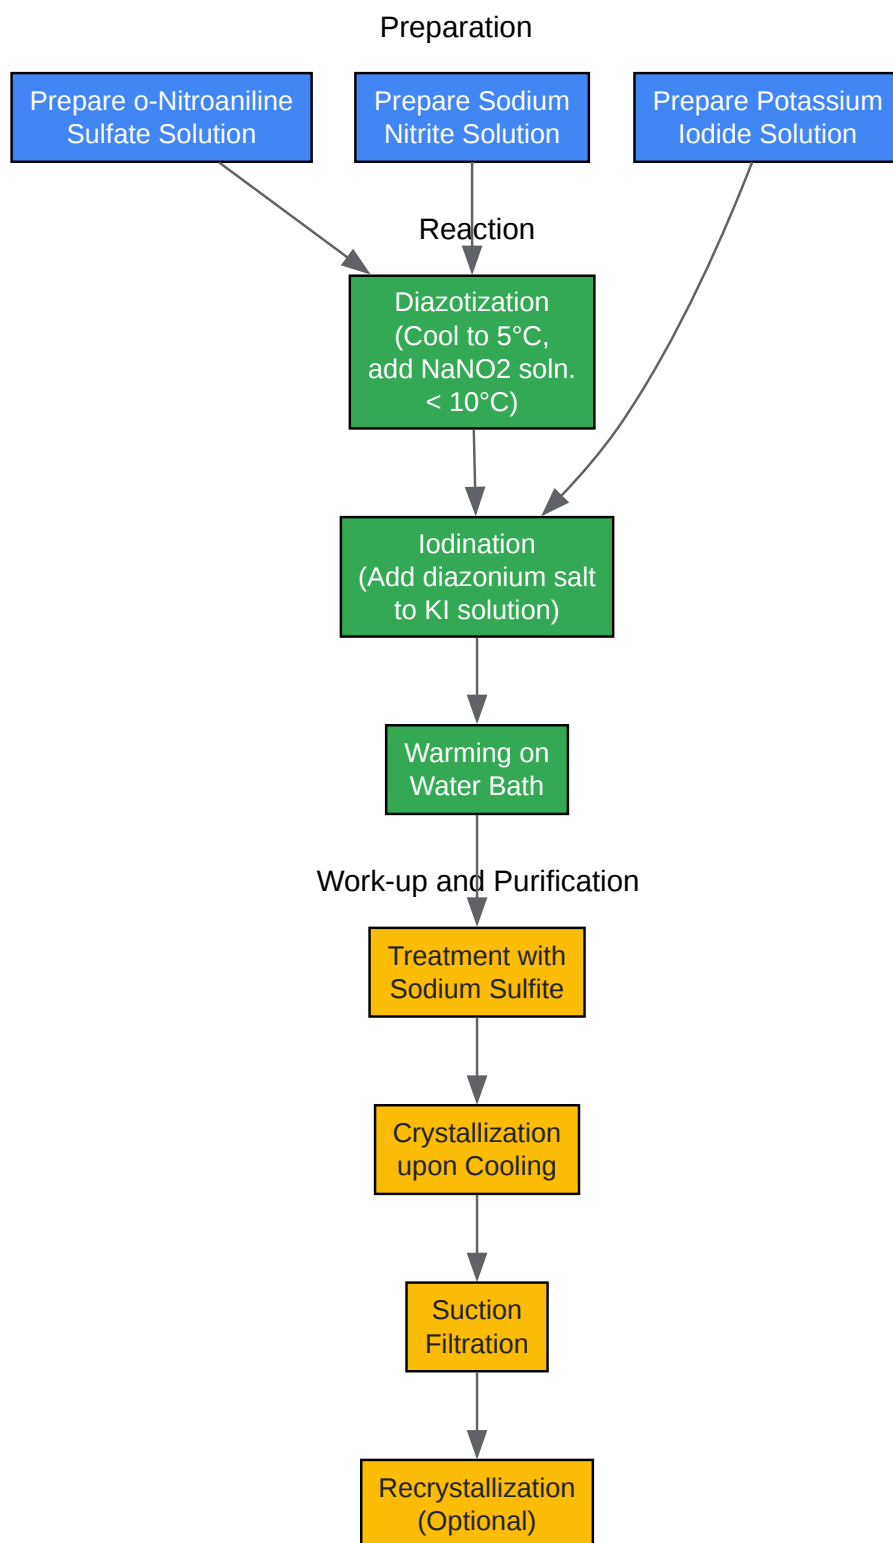 Preparation
Prepare o-Nitroaniline
Sulfate Solution
Prepare Sodium
Nitrite Solution
Prepare Potassium
Iodide Solution
Reaction
Diazotization
(Cool to 5°C,
add NaNO2 soln.
< 10°C)
Iodination
(Add diazonium salt
to KI solution)
Warming on
Water Bath
Work-up and Purification
Treatment with
Sodium Sulfite
Crystallization
upon Cooling
Suction
Filtration
Recrystallization
(Optional)